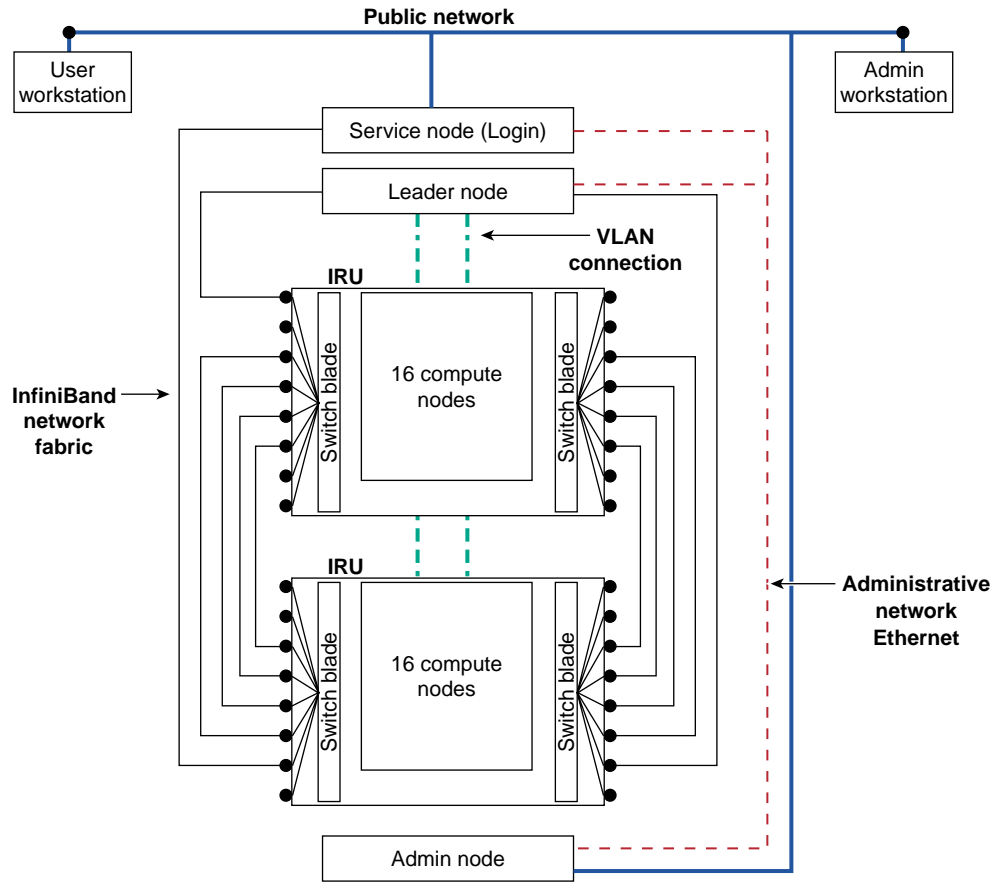 Public network
User
workstation
Admin
workstation
Service node (Login)
Leader node
VLAN
connection
IRU
Switch blade
16 compute
nodes
Switch blade
InfiniBand
network
fabric
IRU
Switch blade
16 compute
nodes
Switch blade
Administrative
network
Ethernet
Admin node